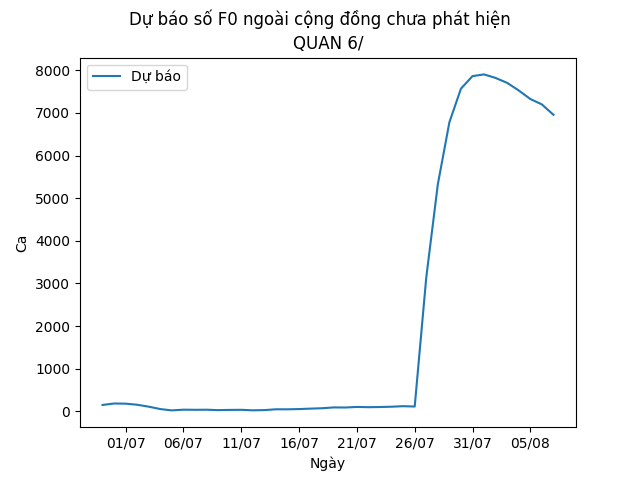 Dự báo số F0 ngoài cộng đồng chưa phát hiện
QUAN 6/
Dự báo
8000
7000
6000
5000
4000
3000
2000
1000
0
Ca
01/07 06/07 11/07 16/07 21/07 26/07 31/07 05/08
Ngày